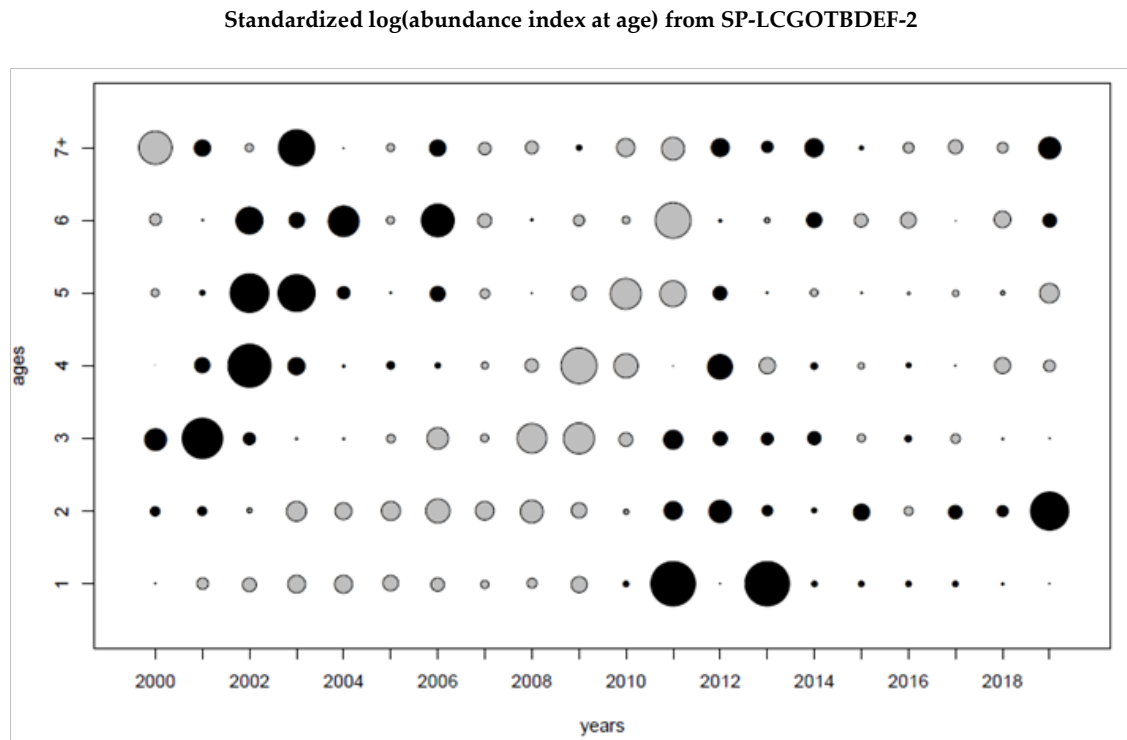 Standardized log(abundance index at age) from SP-LCGOTBDEF-2
7+
6
5
4
3
2
1
ages
2000 2002 2004 2006 2008 2010 2012 2014 2016 2018
years